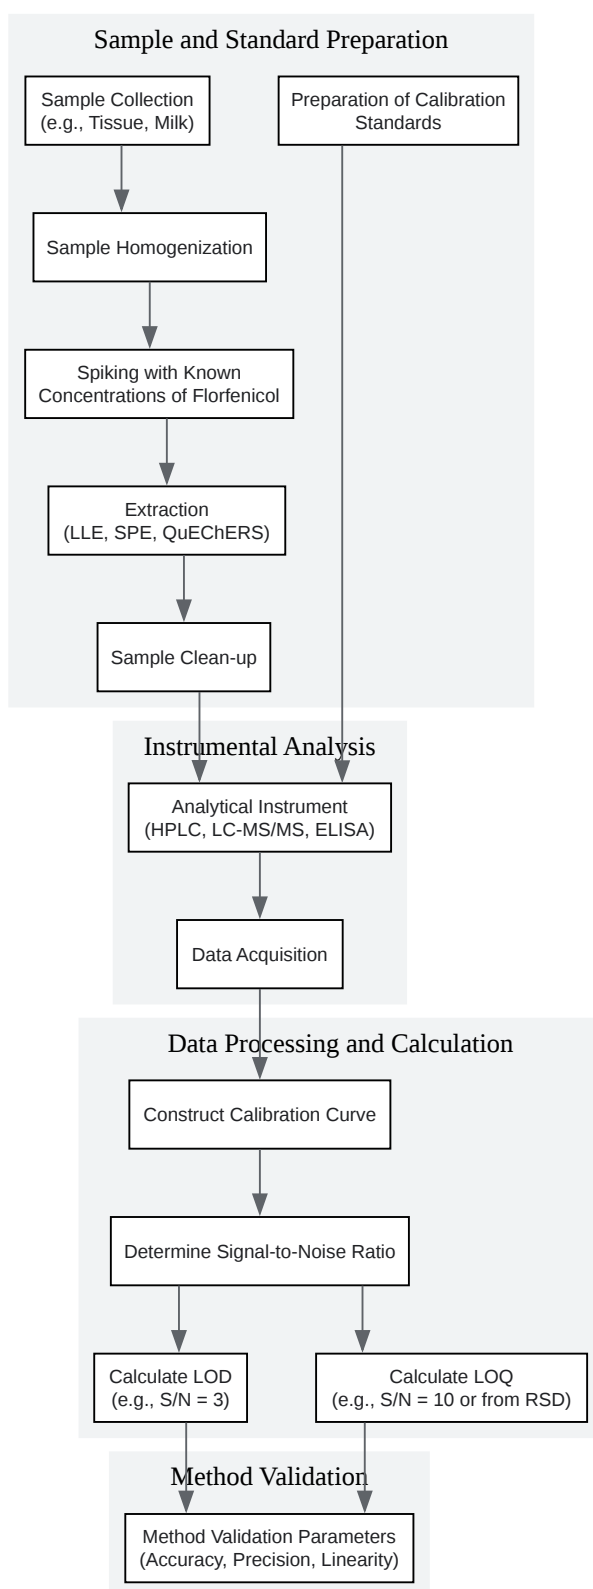 Sample and Standard Preparation
Sample Collection
(e.g., Tissue, Milk)
Preparation of Calibration
Standards
Sample Homogenization
Spiking with Known
Concentrations of Florfenicol
Extraction
(LLE, SPE, QuEChERS)
Sample Clean-up
Instrumental Analysis
Analytical Instrument
(HPLC, LC-MS/MS, ELISA)
Data Acquisition
Data Processing and Calculation
Construct Calibration Curve
Determine Signal-to-Noise Ratio
Calculate LOD
(e.g., S/N = 3)
Calculate LOQ
(e.g., S/N = 10 or from RSD)
Method Validation
Method Validation Parameters
(Accuracy, Precision, Linearity)